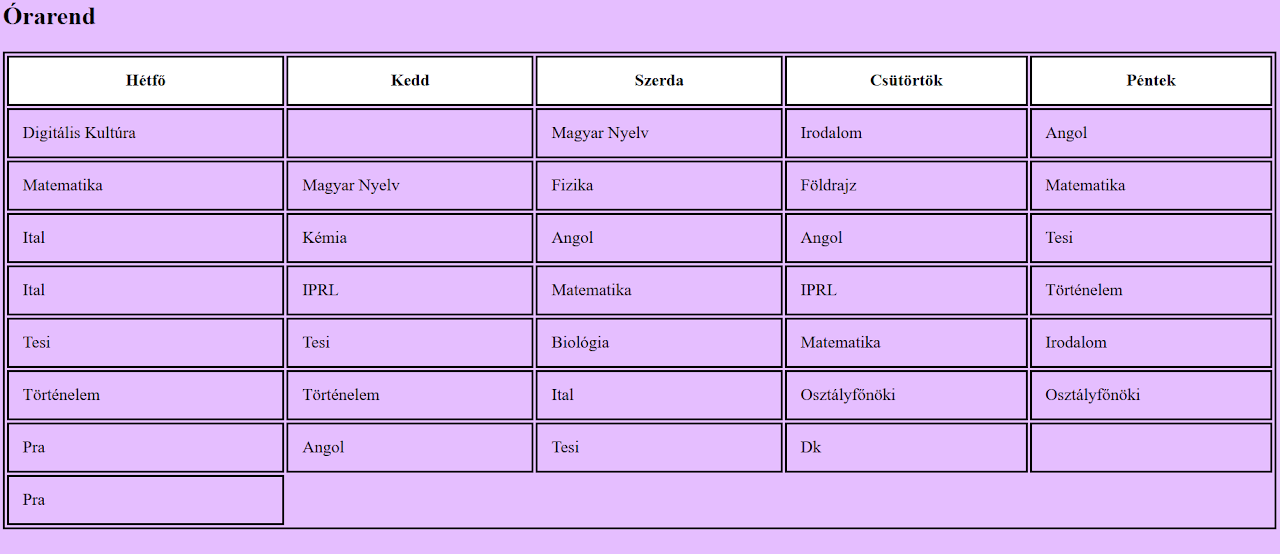 Órarend
Hétfő Kedd Szerda Csütörtök Péntek
Digitális Kultúra Magyar Nyelv Irodalom Angol
Matematika Magyar Nyelv Fizika Földrajz Matematika
Ital Kémia Angol Angol Tesi
Ital IPRL Matematika IPRL Történelem
Tesi Tesi Biológia Matematika Irodalom
Történelem Történelem Ital Osztályfőnöki Osztályfőnöki
Pra Angol Tesi Dk
Pra